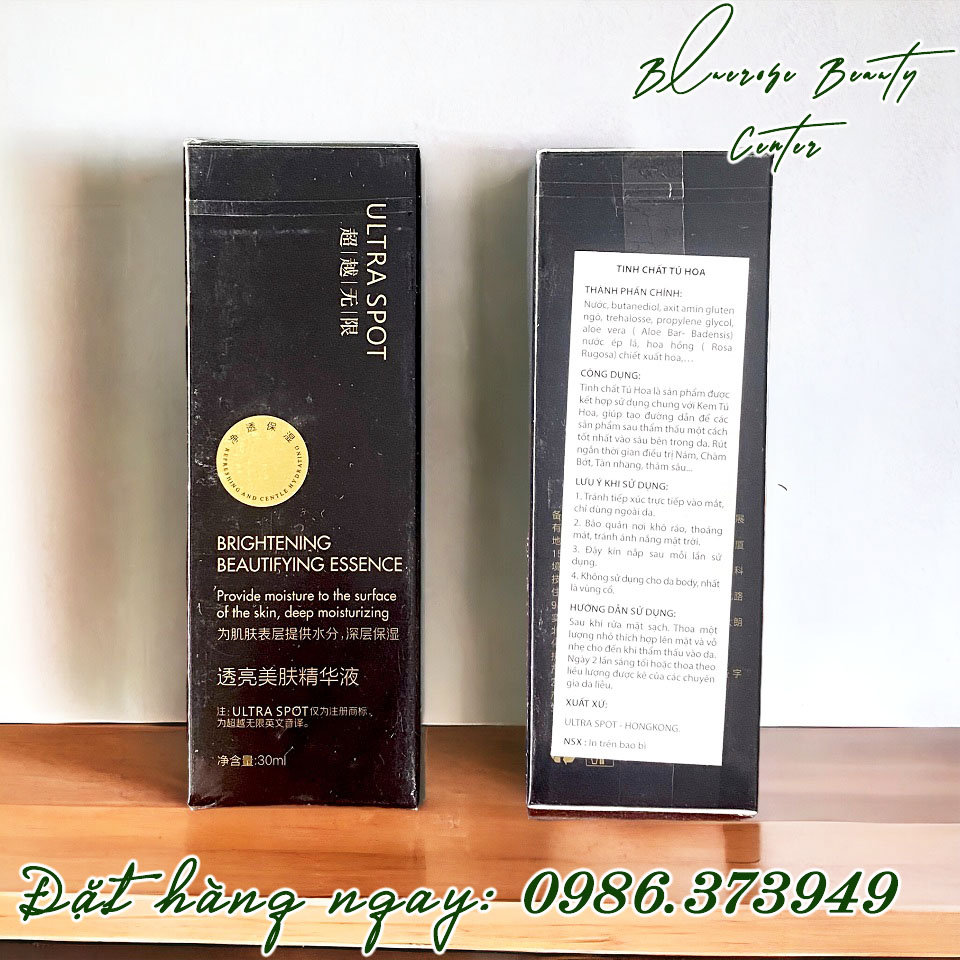 Bluerose Beauty
Center
ULTRA SPOT
超越无限
净透保湿
REFRESHING AND GENTLE HYDRATING
BRIGHTENING
BEAUTIFYING ESSENCE
Provide moisture to the surface
of the skin, deep moisturizing
为肌肤表层提供水分,深层保湿
透亮美肤精华液
注: ULTRA SPOT仅为注册商标、
为超越无限英文音译。
净含量:30ml
TINH CHẤT TÚ HOA
THÀNH PHẦN CHÍNH:
Nước, butanediol, axit amin gluten
ngô, trehalosse, propylene glycol,
aloe vera ( Aloe Bar- Badensis)
nước ép lá, hoa hồng ( Rosa
Rugosa) chiết xuất hoa,...
CÔNG DỤNG:
Tinh chất Tú Hoa là sản phẩm được
kết hợp sử dụng chung với Kem Tú
Hoa, giúp tạo đường dẫn để các
sản phẩm sau thẩm thấu một cách
tốt nhất vào sâu bên trong da. Rút
ngắn thời gian điều trị Nám, Chàm
Bớt, Tàn nhang, thâm sâu...
LƯU Ý KHI SỬ DỤNG:
1. Tránh tiếp xúc trực tiếp vào mắt,
chỉ dùng ngoài da.
2. Bảo quản nơi khô ráo, thoáng
mát, tránh ánh nắng mặt trời.
3. Đậy kín nắp sau mỗi lần sử
dụng.
4. Không sử dụng cho da body, nhất
là vùng cổ.
HƯỚNG DẪN SỬ DỤNG:
Sau khi rửa mặt sạch. Thoa một
lượng nhỏ thích hợp lên mặt và vỗ
nhẹ cho đến khi thẩm thấu vào da.
Ngày 2 lần sáng tối hoặc thoa theo
liều lượng được kê của các chuyên
gia da liễu.
XUẤT XỨ:
ULTRA SPOT - HONGKONG.
NSX : In trên bao bì
Đặt hàng ngay: 0986.373949